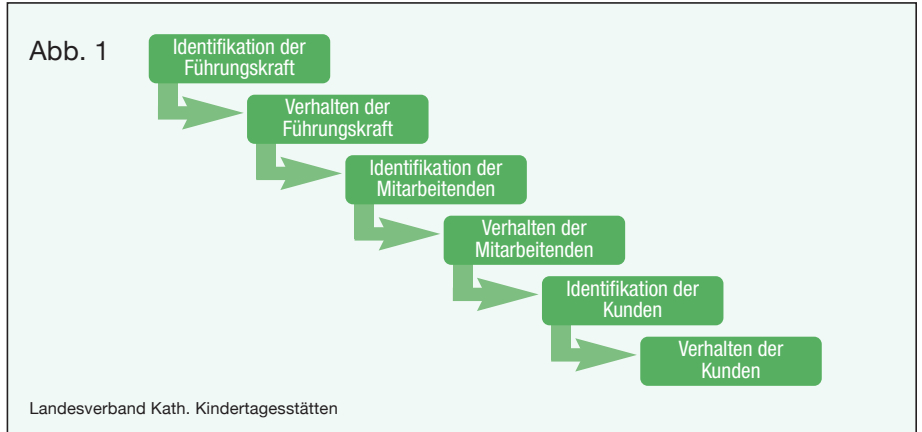 Abb. 1
Identifikation der
Führungskraft
Verhalten der
Führungskraft
Identifikation der
Mitarbeitenden
Verhalten der
Mitarbeitenden
Identifikation der
Kunden
Verhalten der
Kunden
Landesverband Kath. Kindertagesstätten